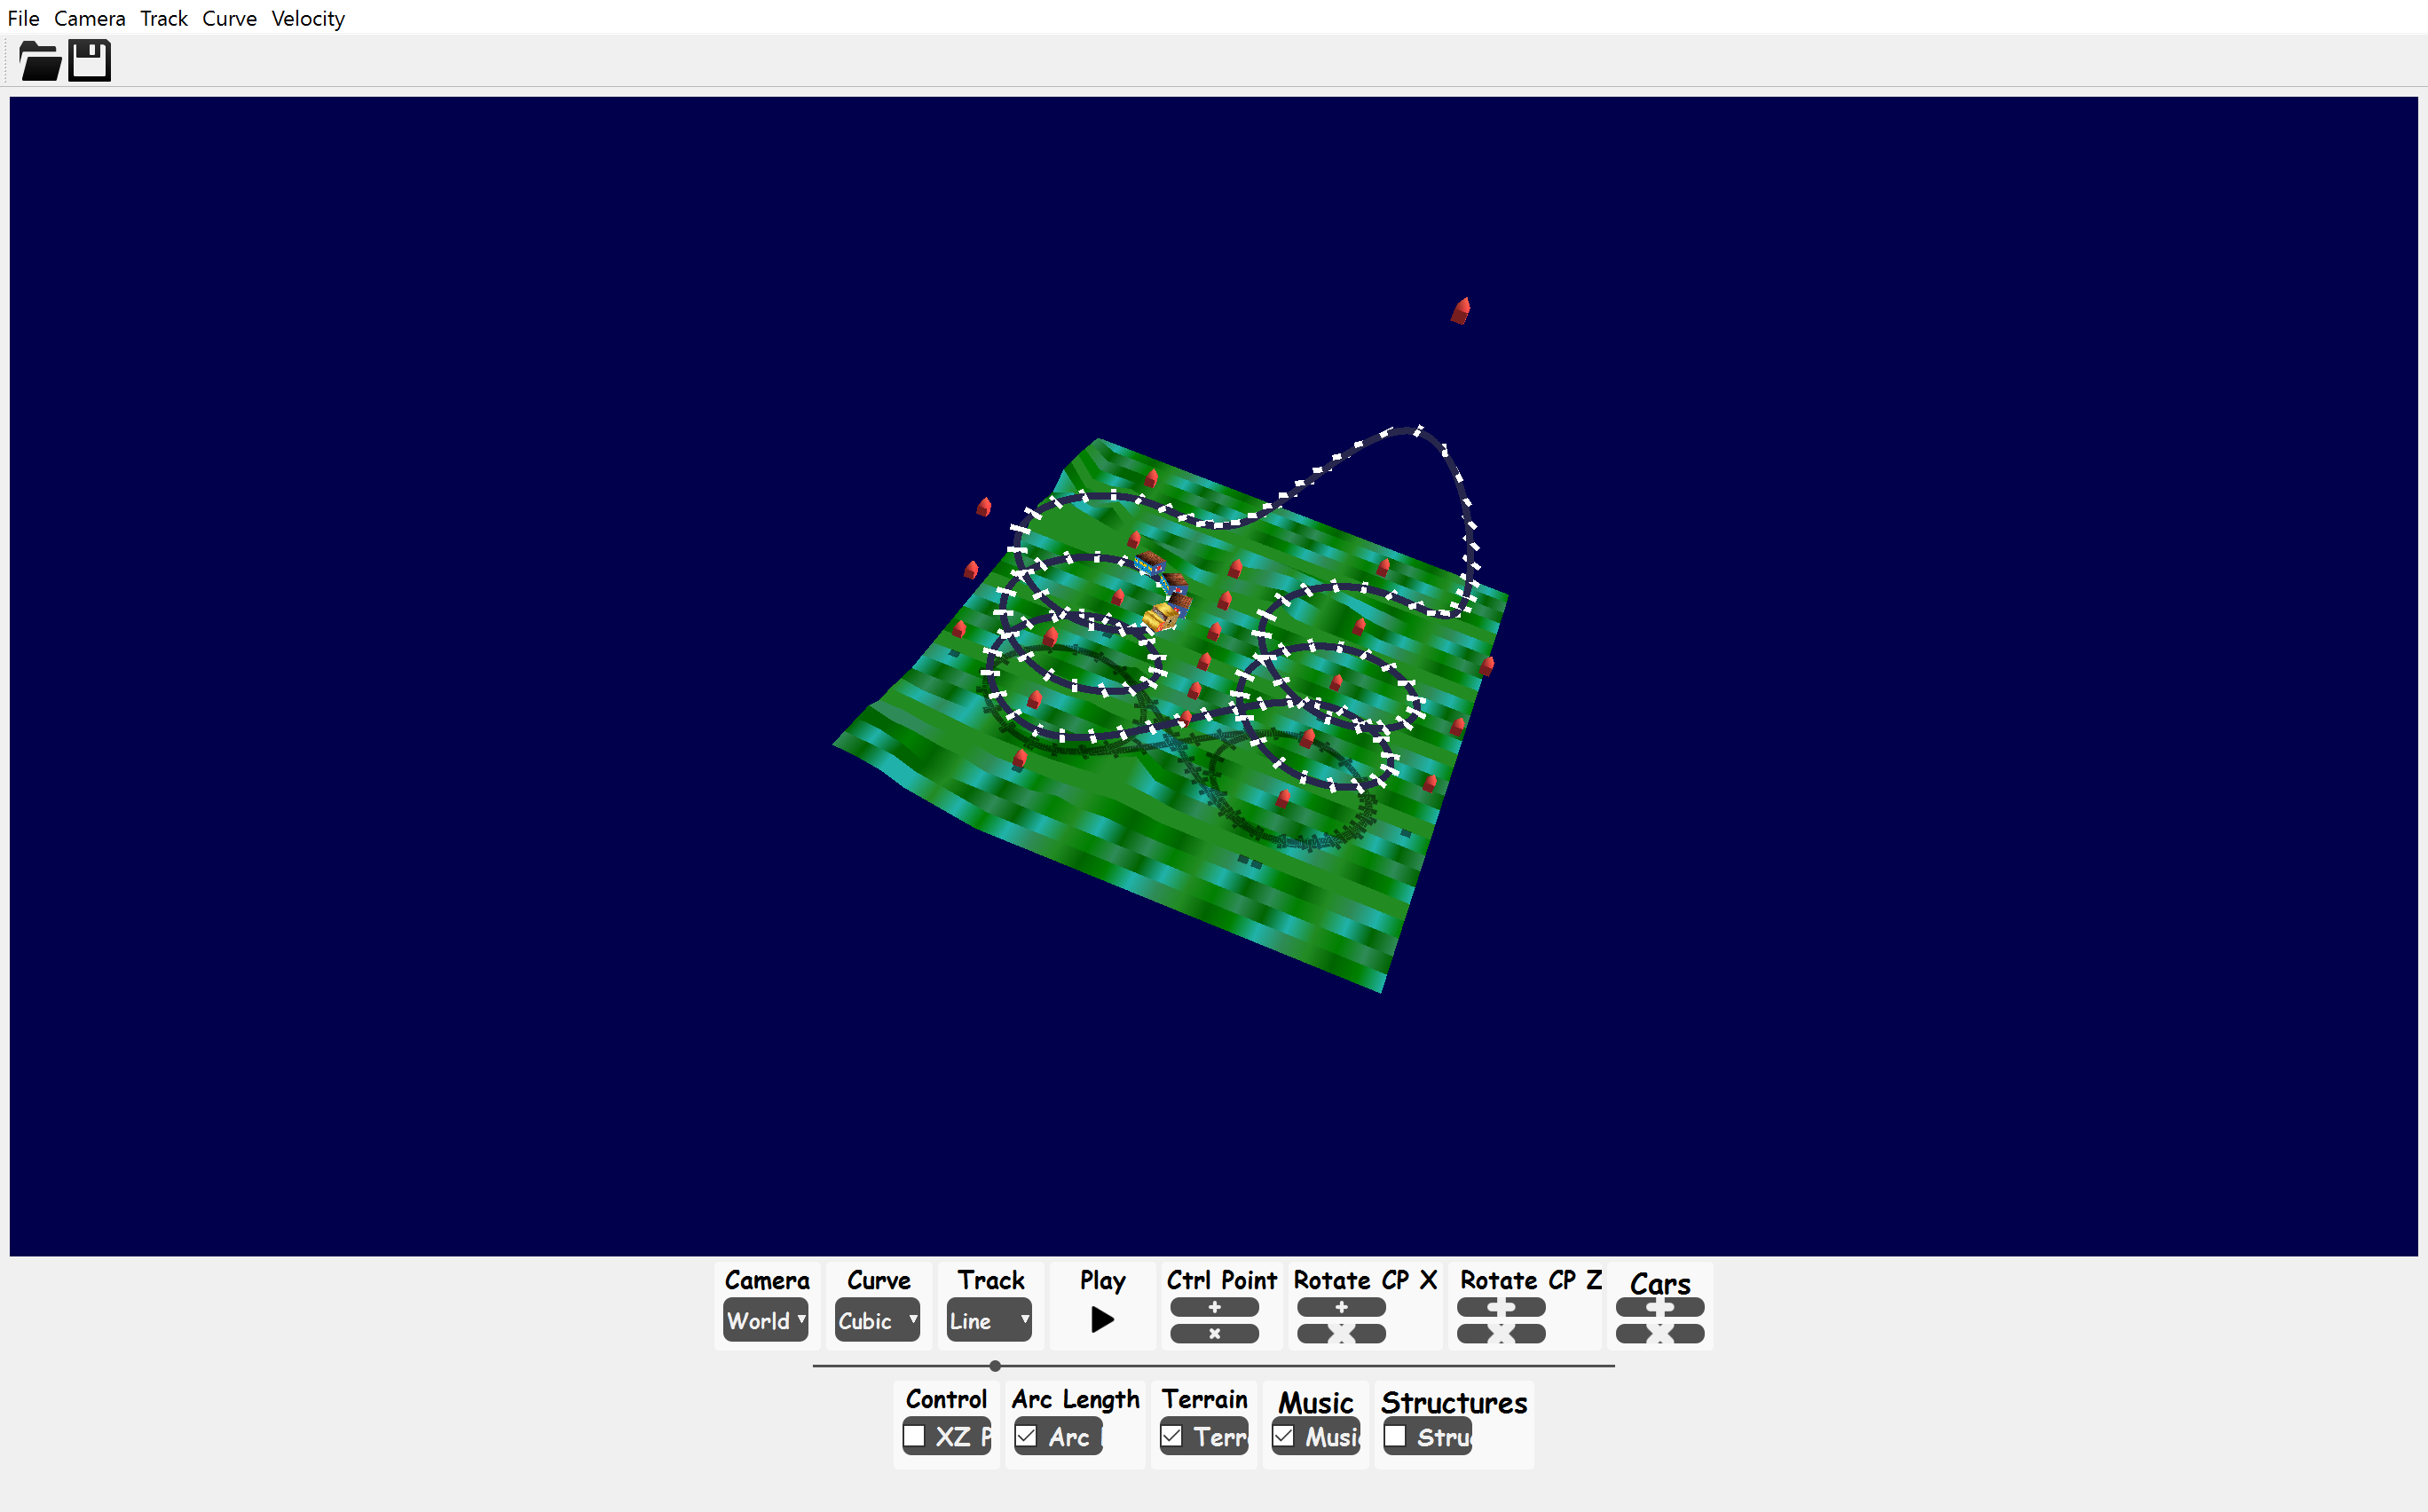 File Camera Track Curve Velocity
Camera Curve Track Play Ctrl Point Rotate CP X Rotate CP Z Cars
World Cubic Line
Control Arc Length Terrain Music Structures
XZ P Arc Terr Musi Stru